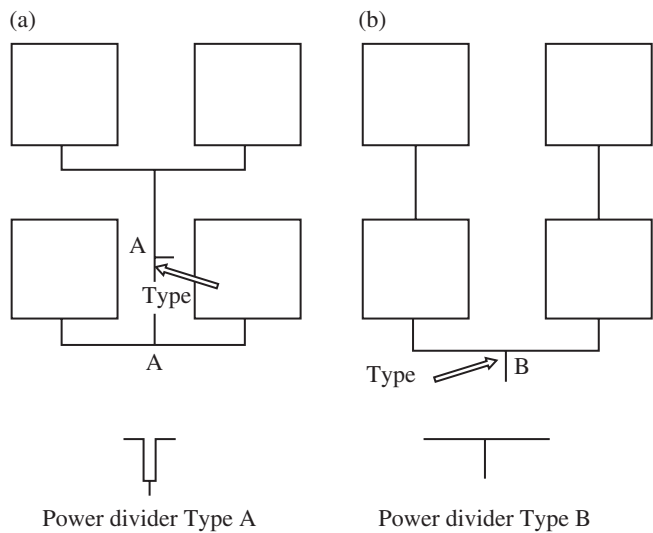 (a)
(b)
A
Type
A
Type
B
Power divider Type A
Power divider Type B